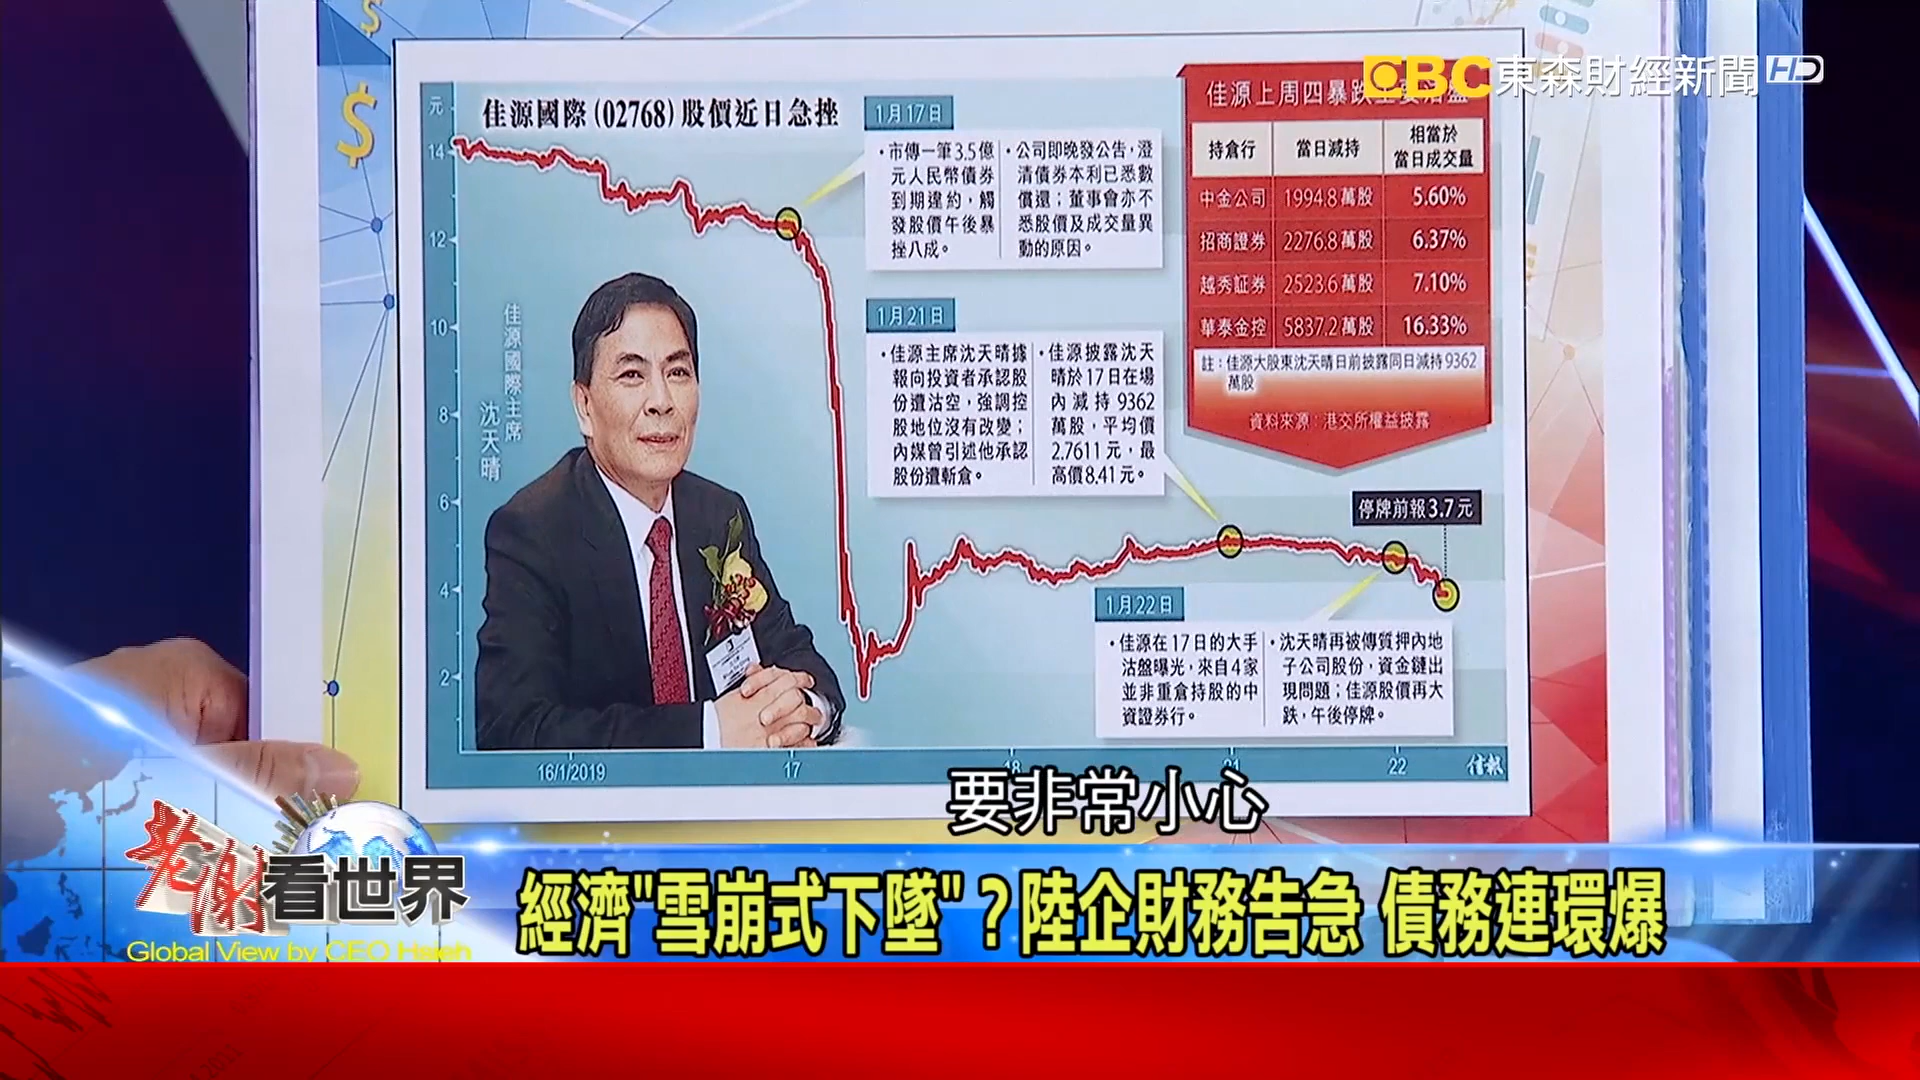 EBC 東森財經新聞 HD
佳源國際(02768)股價近日急挫
元
14
12
10
8
6
4
2
佳源國際主席
沈天晴
1月17日
・市傳一筆3.5億
元人民幣債券
到期違約，觸
發股價午後暴
挫八成。
・公司即晚發公告，澄
清債券本利已悉數
償還；董事會亦不
悉股價及成交量異
動的原因。
1月21日
・佳源主席沈天晴據
報向投資者承認股
份遭沽空，強調控
股地位沒有改變；
內媒曾引述他承認
股份遭斬倉。
・佳源披露沈天
晴於17日在場
內減持9362
萬股，平均價
2.7611元，最
高價8.41元。
佳源上周四暴跌主要沽盤
持倉行 當日減持 相當於
當日成交量
中金公司 1994.8萬股 5.60%
招商證券 2276.8萬股 6.37%
越秀証券 2523.6萬股 7.10%
華泰金控 5837.2萬股 16.33%
註：佳源大股東沈天晴日前披露同日減持9362
萬股
資料來源：港交所權益披露
停牌前報3.7元
1月22日
・佳源在17日的大手
沽盤曝光，來自4家
並非重倉持股的中
資證券行。
・沈天晴再被傳質押內地
子公司股份，資金鏈出
現問題；佳源股價再大
跌，午後停牌。
16/1/2019 17 18 21 22 信報
要非常小心
老謝看世界
Global View by CEO Hsieh
經濟"雪崩式下墜"？陸企財務告急 債務連環爆